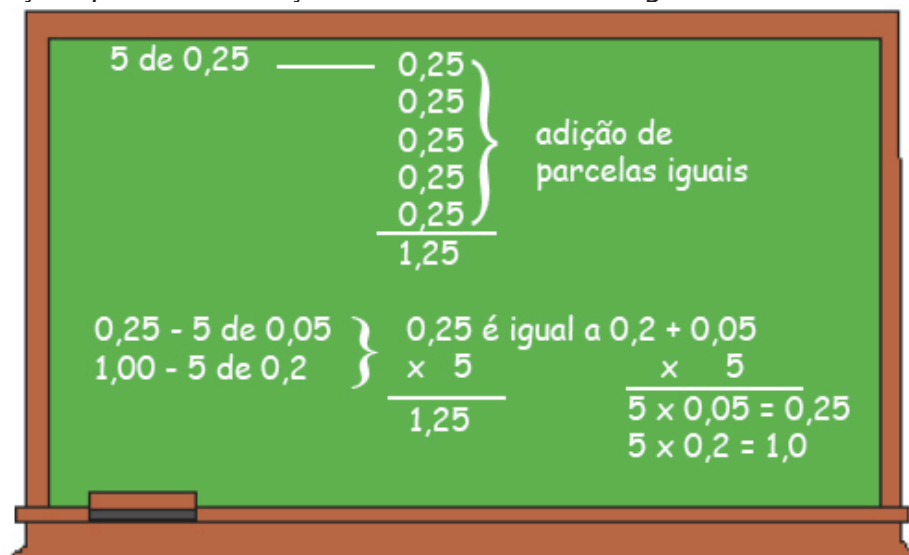 5 de 0,25 0,25
0,25
0,25
0,25
0,25
1,25
adição de
parcelas iguais
0,25 - 5 de 0,05
1,00 - 5 de 0,2
0,25 é igual a 0,2 + 0,05
x 5
1,25
x 5
5 x 0,05 = 0,25
5 x 0,2 = 1,0